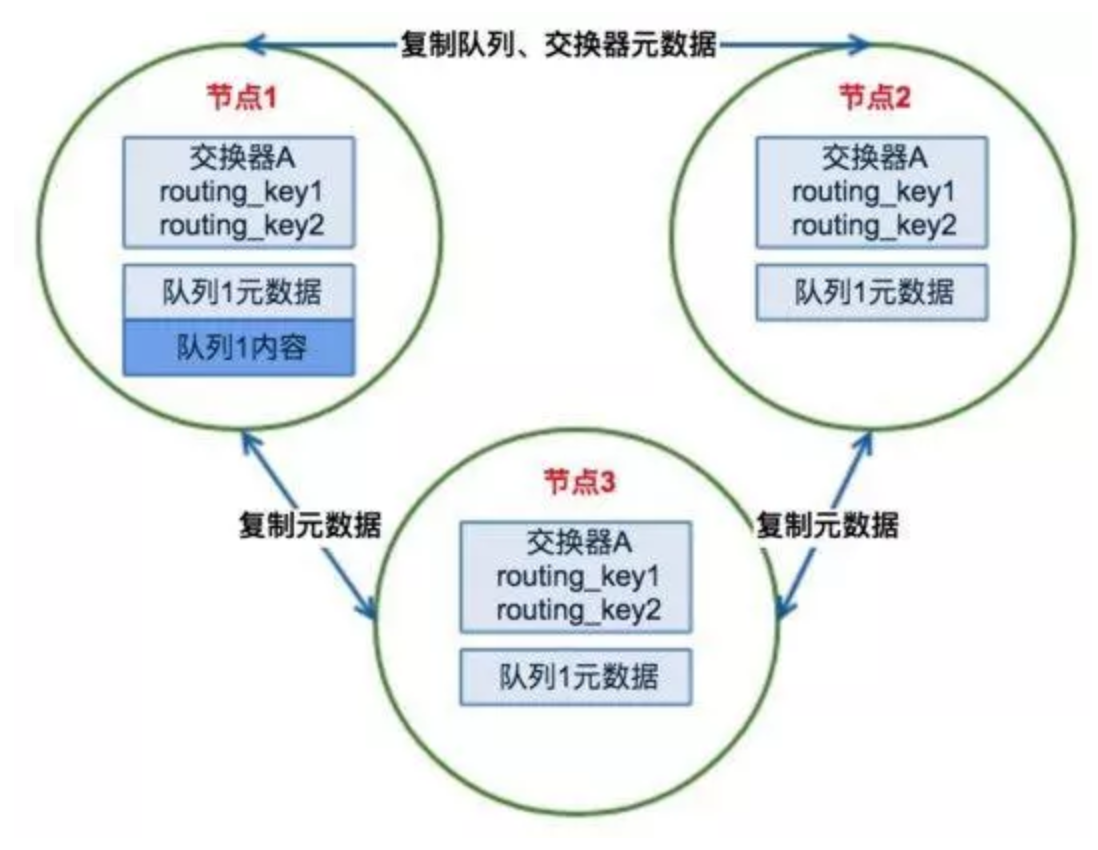 复制队列、交换器元数据
节点1
交换器A
routing_key1
routing_key2
队列1元数据
队列1内容
节点2
交换器A
routing_key1
routing_key2
队列1元数据
复制元数据
复制元数据
节点3
交换器A
routing_key1
routing_key2
队列1元数据